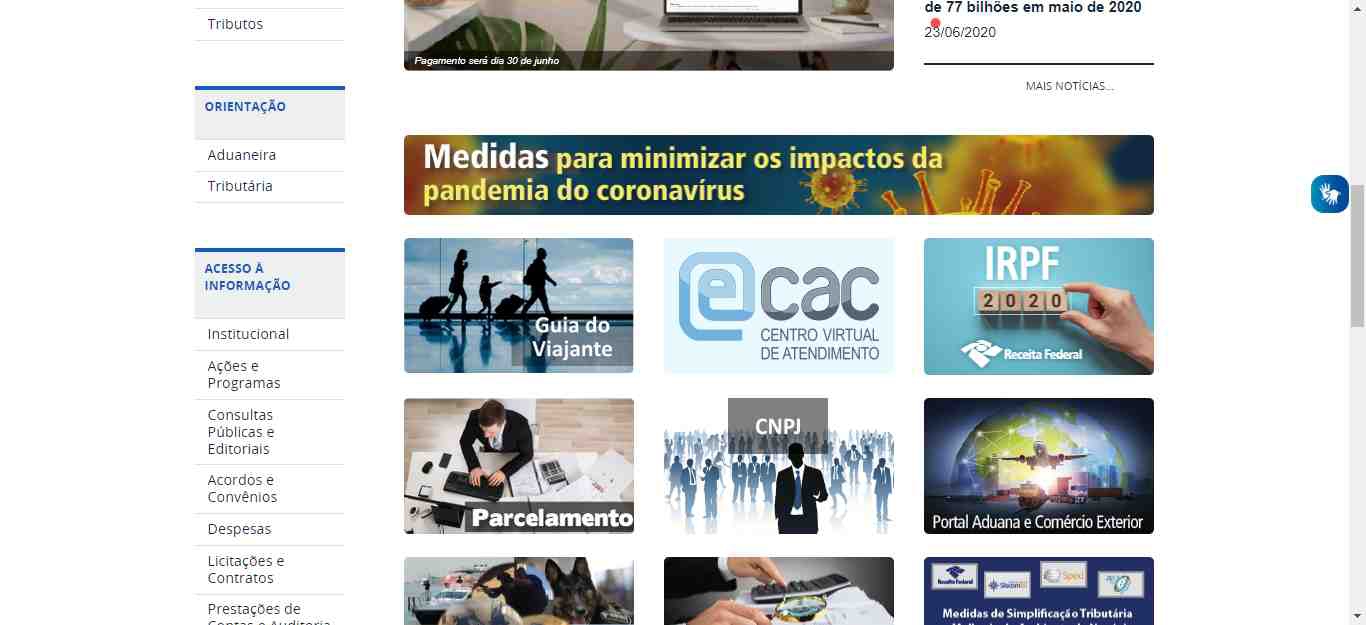 Tributos
ORIENTAÇÃO
Aduaneira
Tributária
ACESSO À
INFORMAÇÃO
Institucional
Ações e
Programas
Consultas
Públicas e
Editoriais
Acordos e
Convênios
Despesas
Licitações e
Contratos
Prestações de
Contas e Auditoria
Pagamento será dia 30 de junho
de 77 bilhões em maio de 2020
23/06/2020
MAIS NOTÍCIAS...
Medidas para minimizar os impactos da
pandemia do coronavírus
Guia do
Viajante
e cac
CENTRO VIRTUAL
DE ATENDIMENTO
IRPF
2020
Receita Federal
Parcelamento
CNPJ
Portal Aduana e Comércio Exterior
Receita Federal
Sped
Medidas de Simplificação Tributária